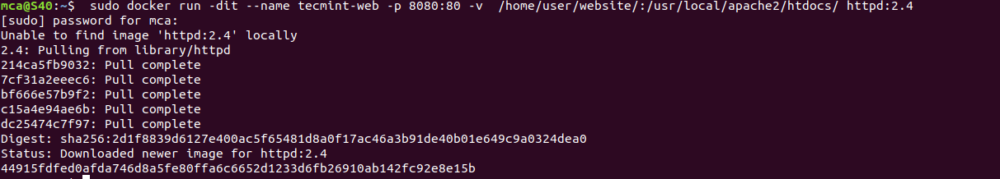 mca@S40:~$  sudo docker run -dit --name tecmint-web -p 8080:80 -v  /home/user/website/:/usr/local/apache2/htdocs/ httpd:2.4
[sudo] password for mca:
Unable to find image 'httpd:2.4' locally
2.4: Pulling from library/httpd
214ca5fb9032: Pull complete
7cf31a2eeec6: Pull complete
bf666e57b9f2: Pull complete
c15a4e94ae6b: Pull complete
dc25474c7f97: Pull complete
Digest: sha256:2d1f8839d6127e400ac5f65481d8a0f17ac46a3b91de40b01e649c9a0324dea0
Status: Downloaded newer image for httpd:2.4
44915fdfed0afda746d8a5fe80ffa6c6652d1233d6fb26910ab142fc92e8e15b